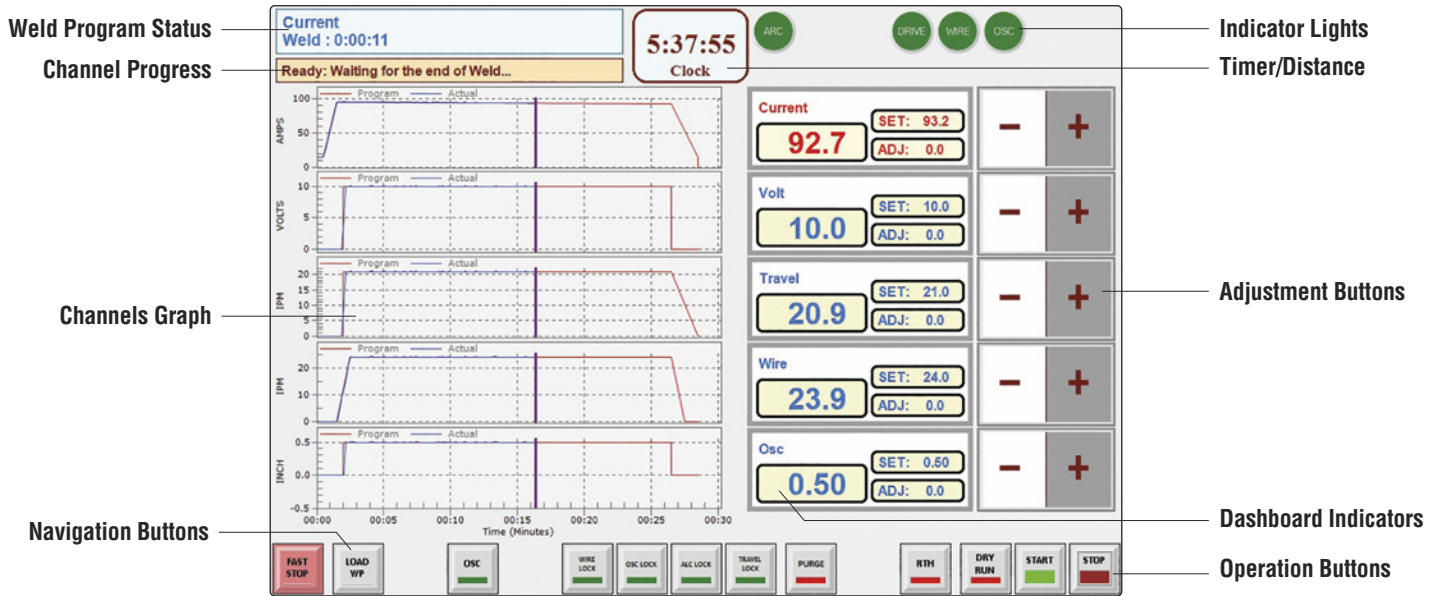 Weld Program Status
Channel Progress
Channels Graph
Navigation Buttons
Current
Weld : 0:00:11
Ready: Waiting for the end of Weld...
5:37:55
Clock
ARC
DRIVE
WIRE
OSC
Indicator Lights
Timer/Distance
Adjustment Buttons
Dashboard Indicators
Operation Buttons
Program Actual
AMPS
100
50
0
Program Actual
VOLTS
10
5
0
Program Actual
IPM
20
15
10
5
0
Program Actual
IPM
20
10
0
Program Actual
INCH
0.5
0.0
-0.5
00:00 00:05 00:10 00:15 00:20 00:25 00:30
Time (Minutes)
Current
92.7
SET: 93.2
ADJ: 0.0
− +
Volt
10.0
SET: 10.0
ADJ: 0.0
− +
Travel
20.9
SET: 21.0
ADJ: 0.0
− +
Wire
23.9
SET: 24.0
ADJ: 0.0
− +
Osc
0.50
SET: 0.50
ADJ: 0.0
− +
FAST
STOP
LOAD
WP
OSC
WIRE
LOCK
OSC LOCK
ALC LOCK
TRAVEL
LOCK
PURGE
RTH
DRY
RUN
START
STOP